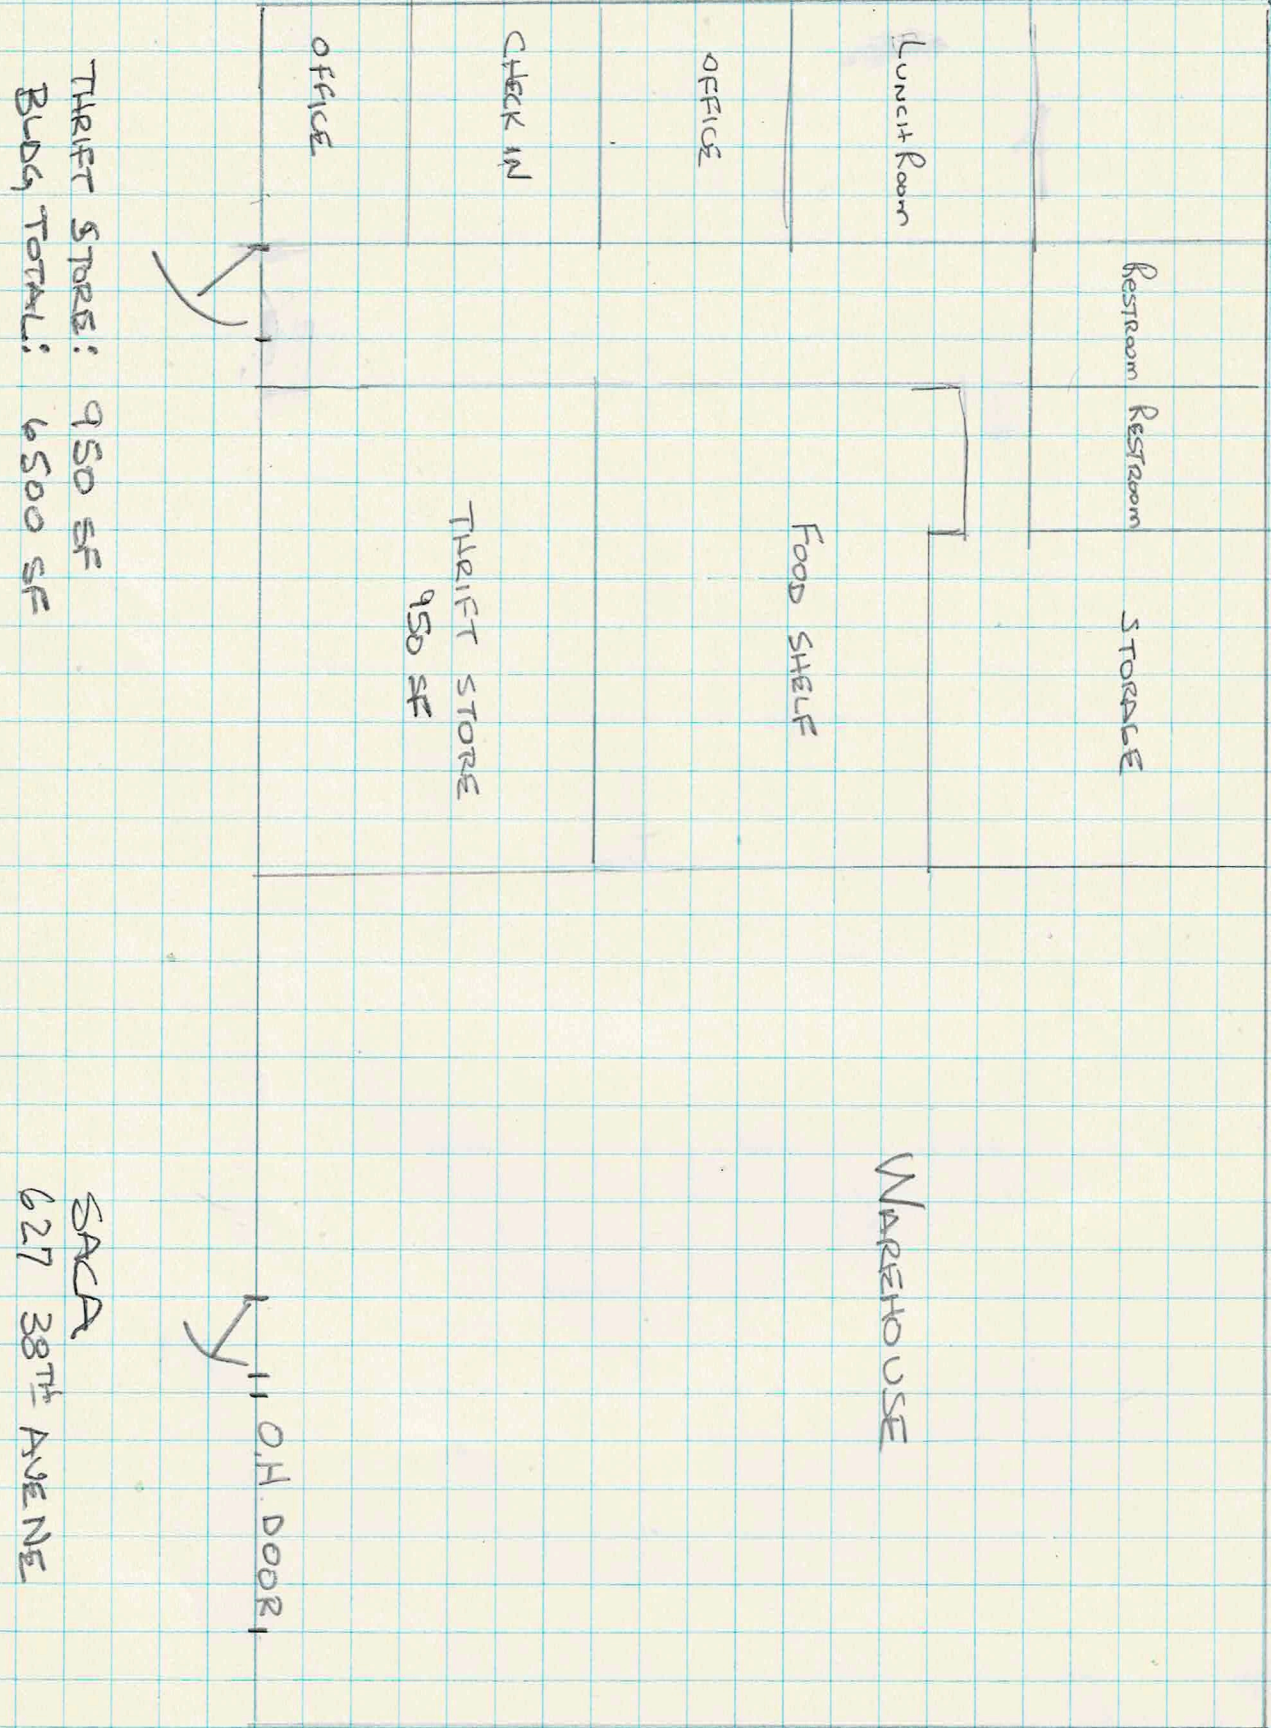 Restroom
RESTROOM
STORAGE
LUNCH Room
OFFICE
FOOD SHELF
WAREHOUSE
CHECK IN
THRIFT STORE
950 SF
OFFICE
O.H. DOOR
THRIFT STORE: 950 SF
BLDG TOTAL: 6500 SF
SACA
627 38TH AVE NE